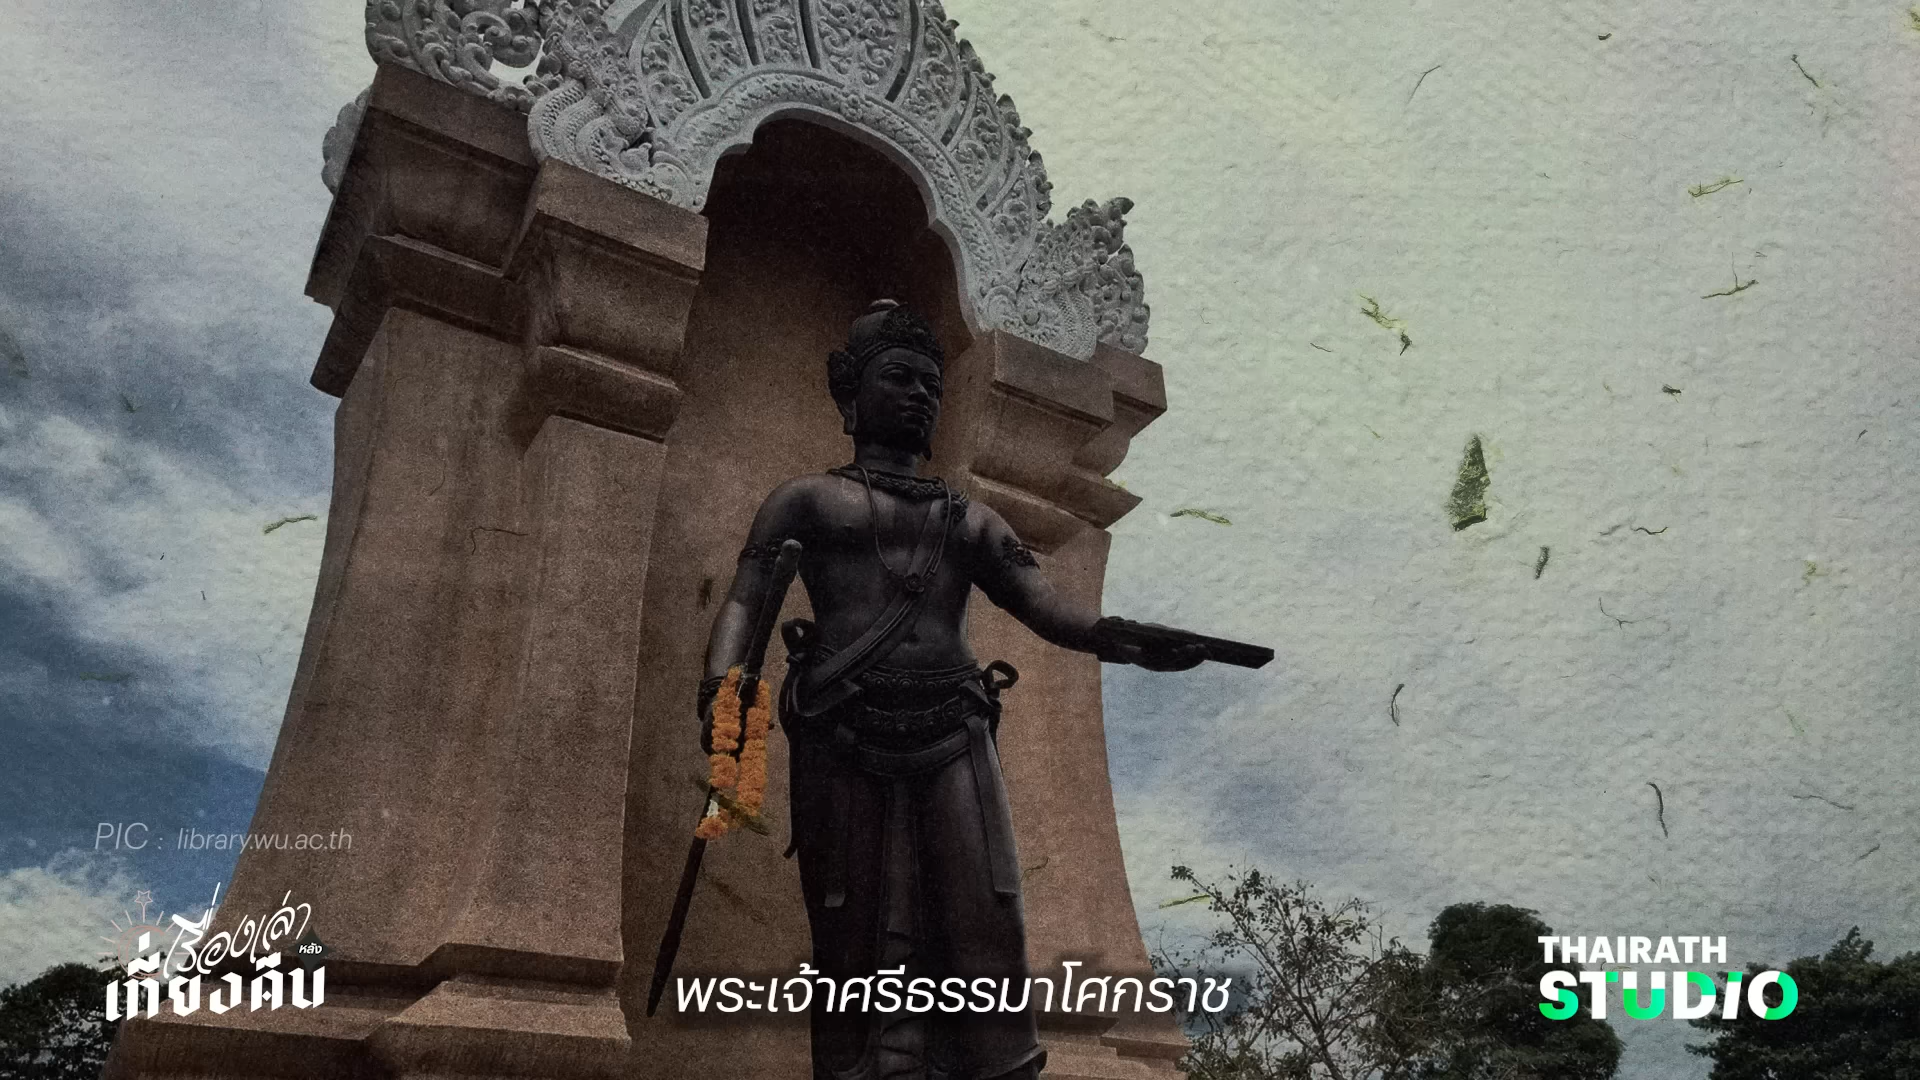 PIC : library.wu.ac.th
เรื่องเล่า
หลัง
เที่ยงคืน
พระเจ้าศรีธรรมาโศกราช
THAIRATH
STUDIO